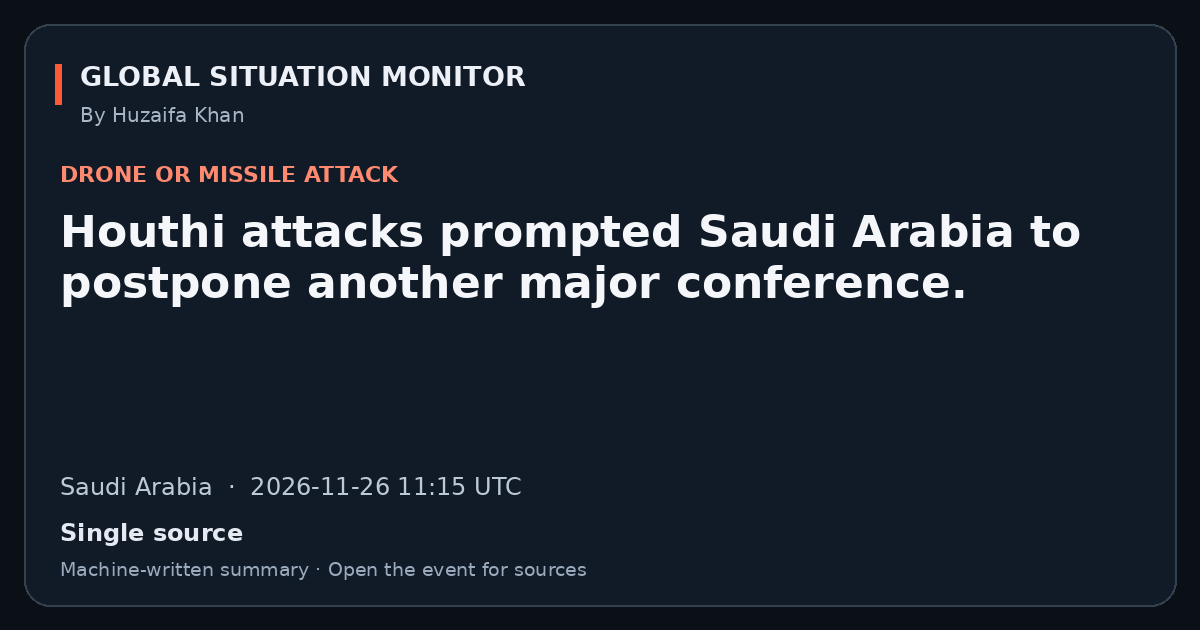 GLOBAL SITUATION MONITOR
By Huzaifa Khan
DRONE OR MISSILE ATTACK
Houthi attacks prompted Saudi Arabia to
postpone another major conference.
Saudi Arabia · 2026-11-26 11:15 UTC
Single source
Machine-written summary · Open the event for sources